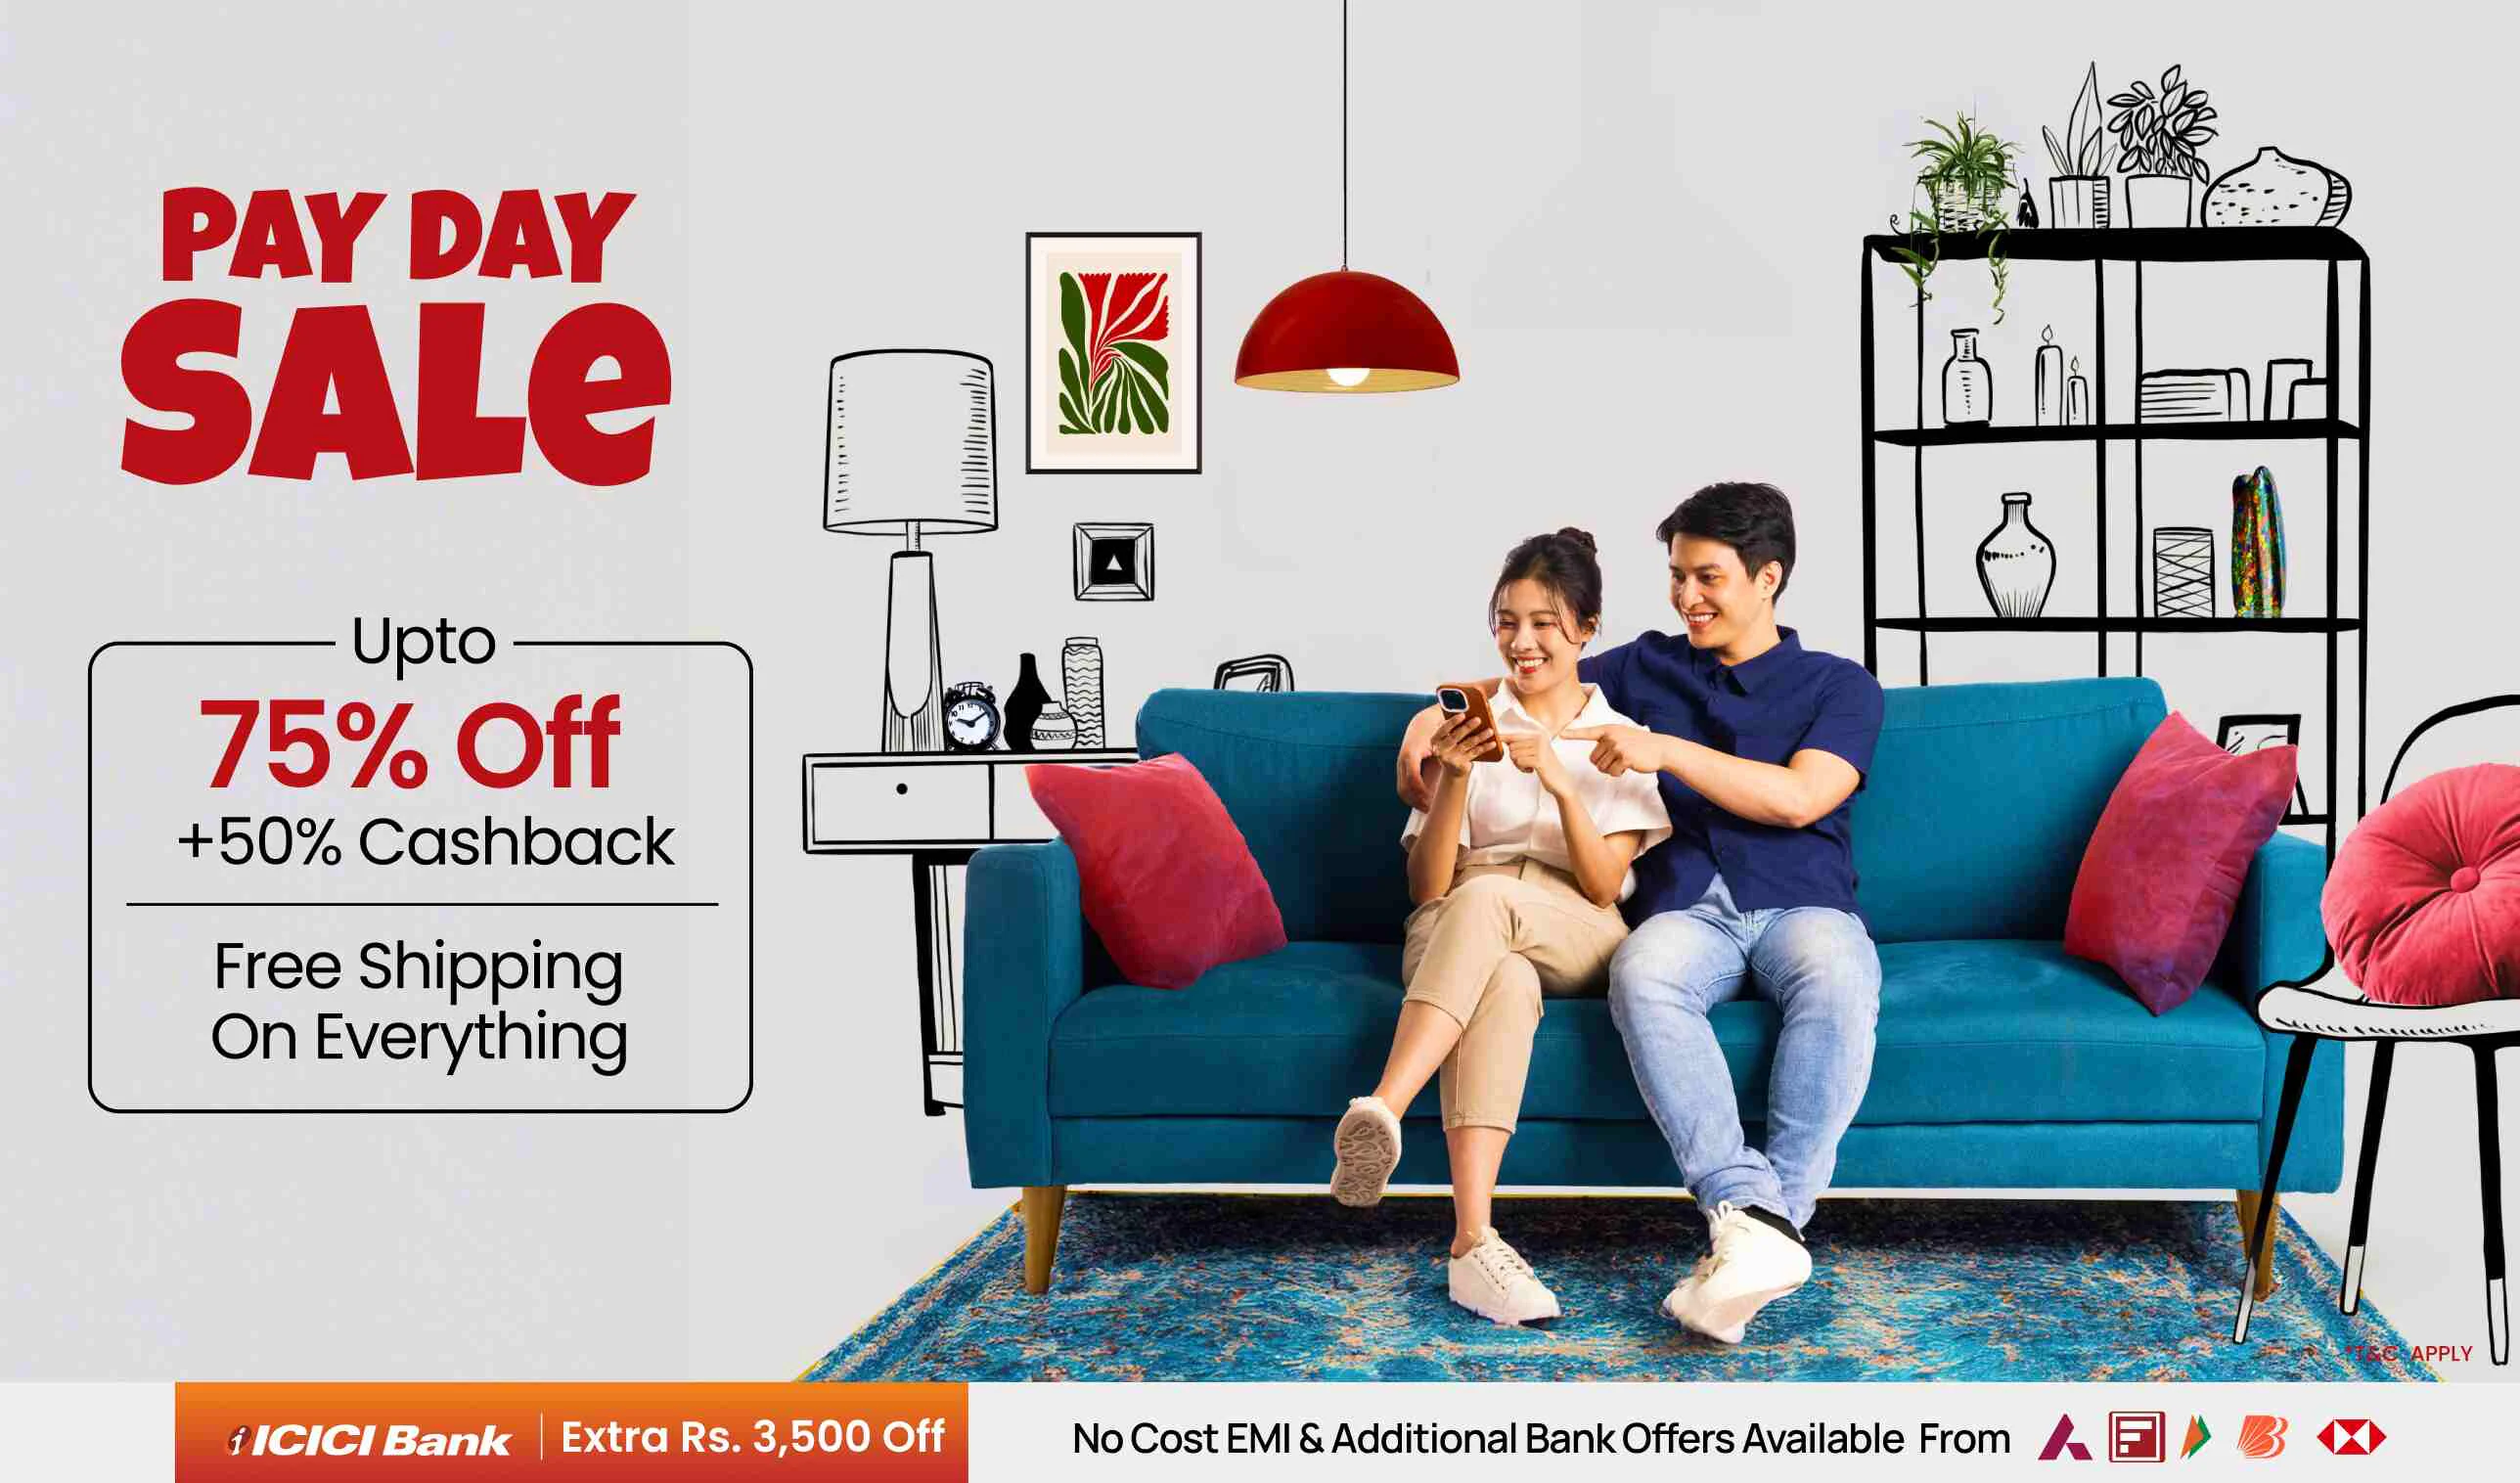 PAY DAY
SALe
Upto
75% Off
+50% Cashback
Free Shipping
On Everything
*T&C APPLY
ICICI Bank
Extra Rs. 3,500 Off
No Cost EMI & Additional Bank Offers Available From